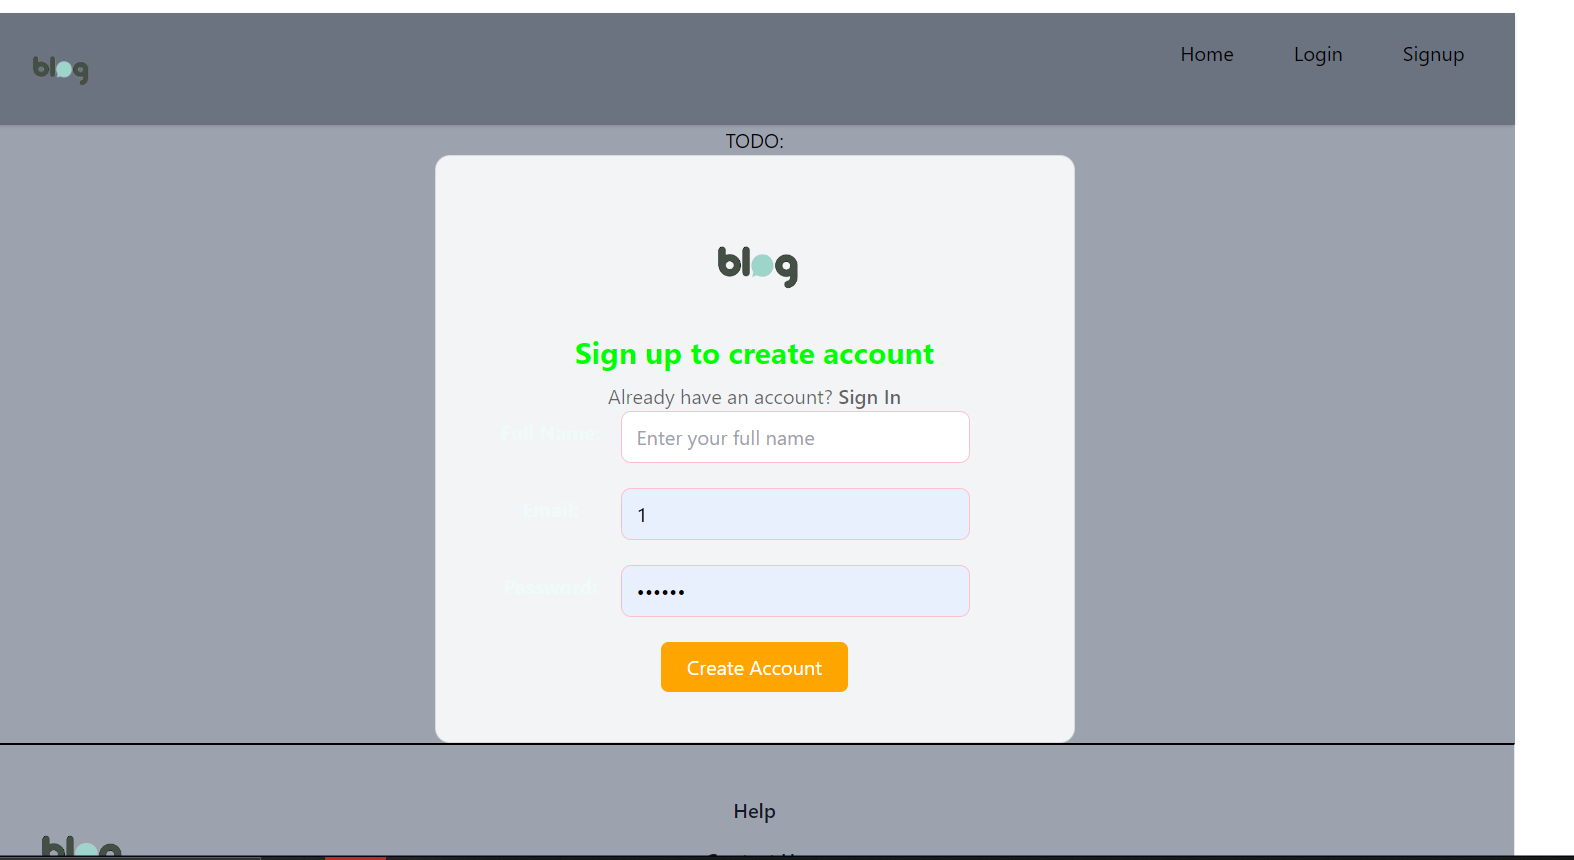 blog
Home Login Signup
TODO:
blog
Sign up to create account
Already have an account? Sign In
Full Name:
Enter your full name
Email:
1
Password:
••••••
Create Account
Help
blog